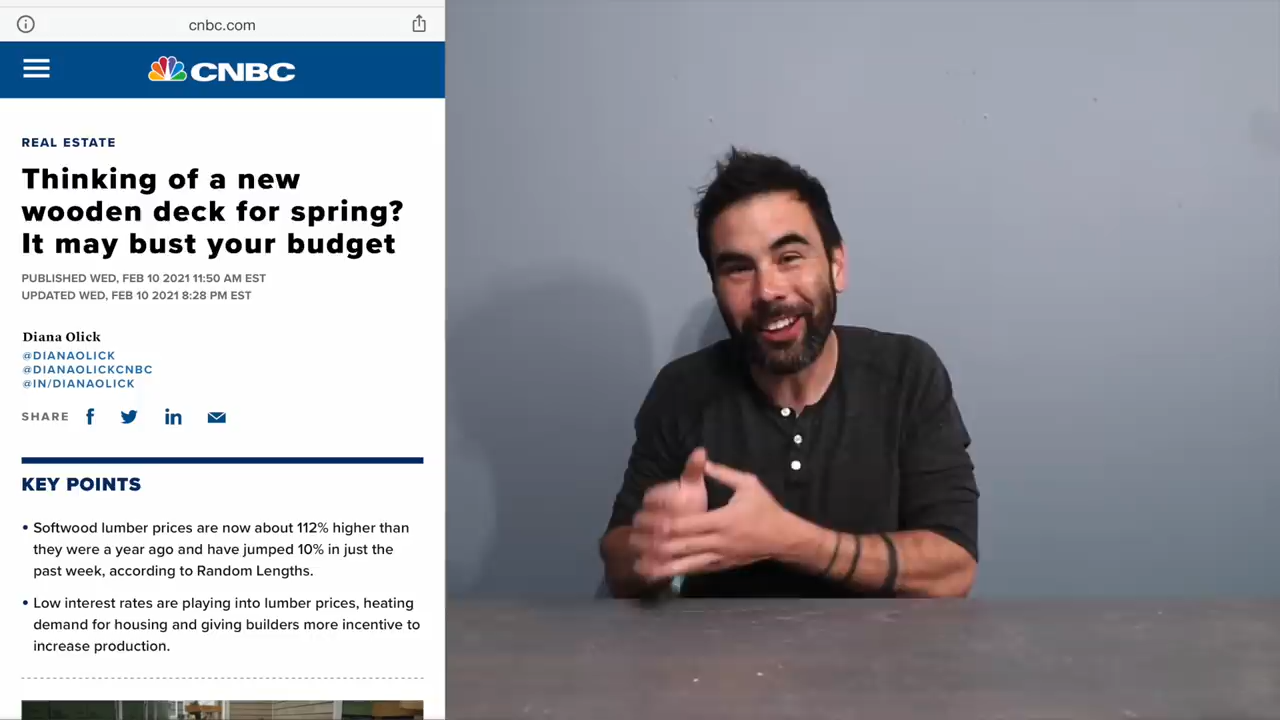 cnbc.com
CNBC
REAL ESTATE
Thinking of a new
wooden deck for spring?
It may bust your budget
PUBLISHED WED, FEB 10 2021 11:50 AM EST
UPDATED WED, FEB 10 2021 8:28 PM EST
Diana Olick
@DIANAOLICK
@DIANAOLICKCNBC
@IN/DIANAOLICK
SHARE
KEY POINTS
• Softwood lumber prices are now about 112% higher than
they were a year ago and have jumped 10% in just the
past week, according to Random Lengths.
• Low interest rates are playing into lumber prices, heating
demand for housing and giving builders more incentive to
increase production.